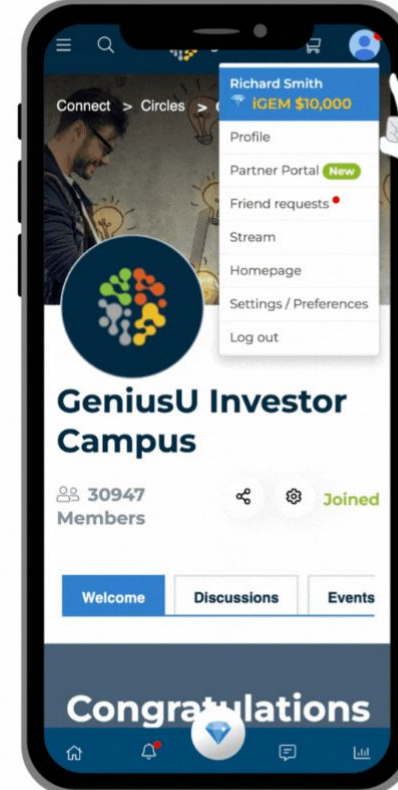 Richard Smith
iGEM $10,000
Connect > Circles >
Profile
Partner Portal New
Friend requests
Stream
Homepage
Settings / Preferences
Log out
GeniusU Investor
Campus
30947
Members
Joined
Welcome Discussions Events
Congratulations